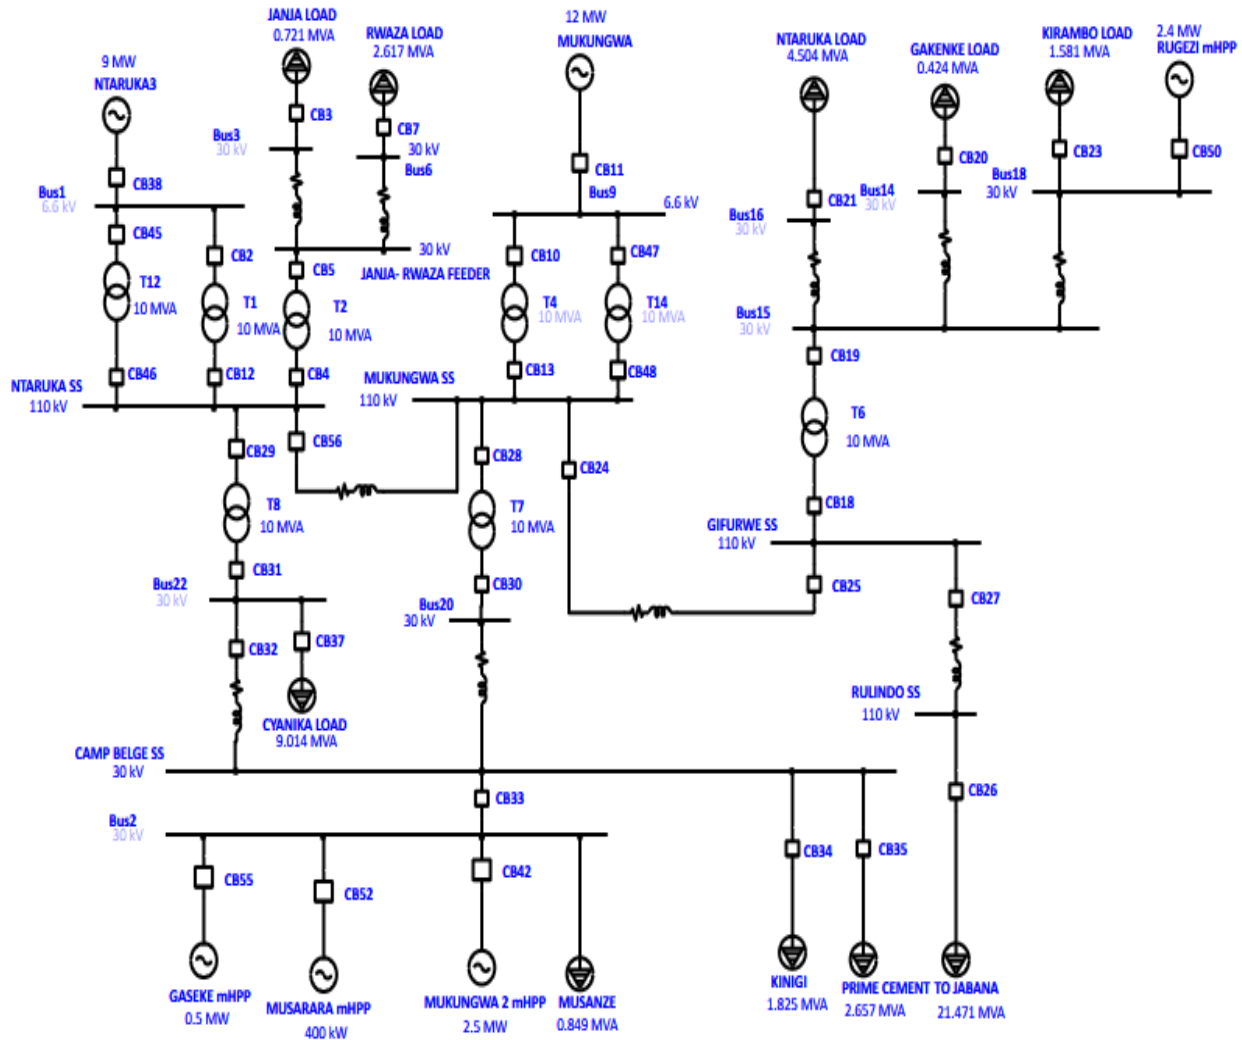 JANJA LOAD
0.721 MVA
RWAZA LOAD
2.617 MVA
12 MW
MUKUNGWA
NTARUKA LOAD
4.504 MVA
GAKENKE LOAD
0.424 MVA
KIRAMBO LOAD
1.581 MVA
2.4 MW
RUGEZI mHPP
9 MW
NTARUKA3
CB3
CB7
Bus3
30 kV
30 kV
Bus6
CB11
Bus9
6.6 kV
CB20
CB23
CB50
Bus18
30 kV
CB38
Bus1
6.6 kV
CB21
Bus14
30 kV
Bus16
30 kV
CB45
CB2
CB5
30 kV
JANJA- RWAZA FEEDER
CB10
CB47
T12
10 MVA
T1
10 MVA
T2
10 MVA
T4
10 MVA
T14
10 MVA
Bus15
30 kV
CB19
CB46
CB12
CB4
CB13
CB48
NTARUKA SS
110 kV
MUKUNGWA SS
110 kV
T6
10 MVA
CB29
CB56
CB28
CB24
T8
10 MVA
T7
10 MVA
CB18
GIFURWE SS
110 kV
CB31
CB30
CB25
CB27
Bus22
30 kV
Bus20
30 kV
CB32
CB37
CYANIKA LOAD
9.014 MVA
RULINDO SS
110 kV
CAMP BELGE SS
30 kV
CB33
CB26
Bus2
30 kV
CB55
CB52
CB42
CB34
CB35
GASEKE mHPP
0.5 MW
MUSARARA mHPP
400 kW
MUKUNGWA 2 mHPP
2.5 MW
MUSANZE
0.849 MVA
KINIGI
1.825 MVA
PRIME CEMENT
2.657 MVA
TO JABANA
21.471 MVA